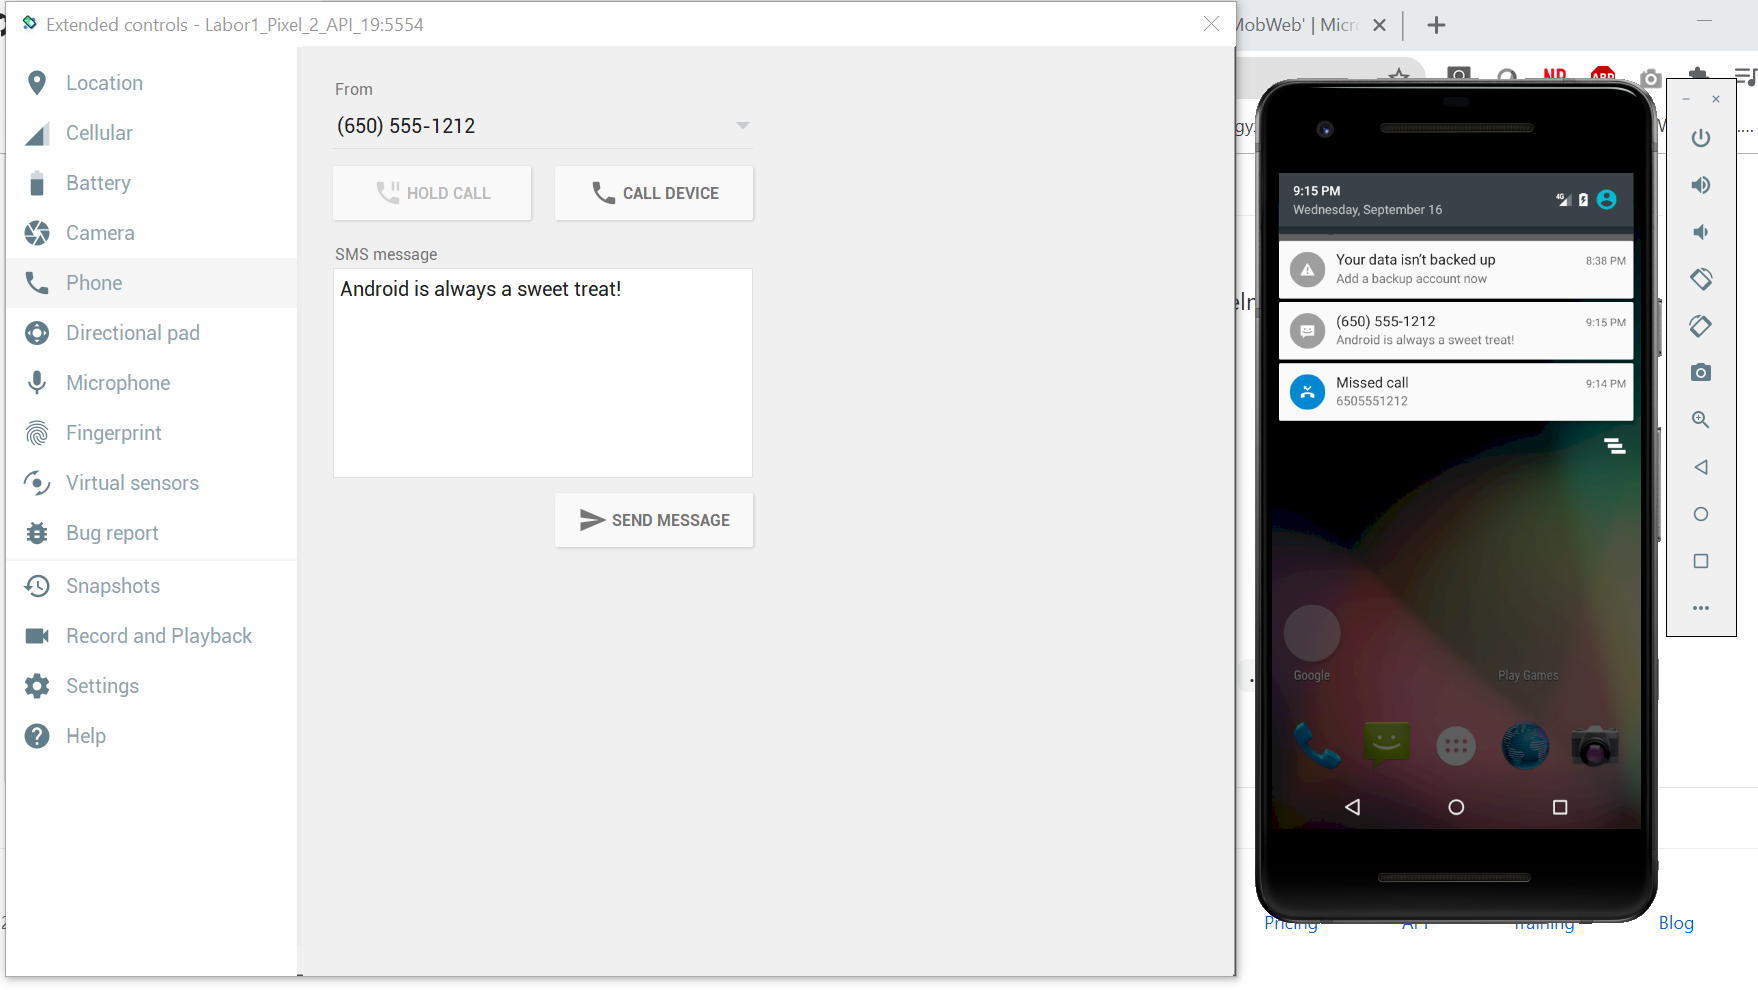 Extended controls - Labor1_Pixel_2_API_19:5554
Location
Cellular
Battery
Camera
Phone
Directional pad
Microphone
Fingerprint
Virtual sensors
Bug report
Snapshots
Record and Playback
Settings
Help
From
(650) 555-1212
HOLD CALL
CALL DEVICE
SMS message
Android is always a sweet treat!
SEND MESSAGE
MobWeb' | Micr
9:15 PM
Wednesday, September 16
4G
Your data isn't backed up
8:38 PM
Add a backup account now
(650) 555-1212
9:15 PM
Android is always a sweet treat!
Missed call
9:14 PM
6505551212
Google
Play Games
Pricing
API
Training
Blog